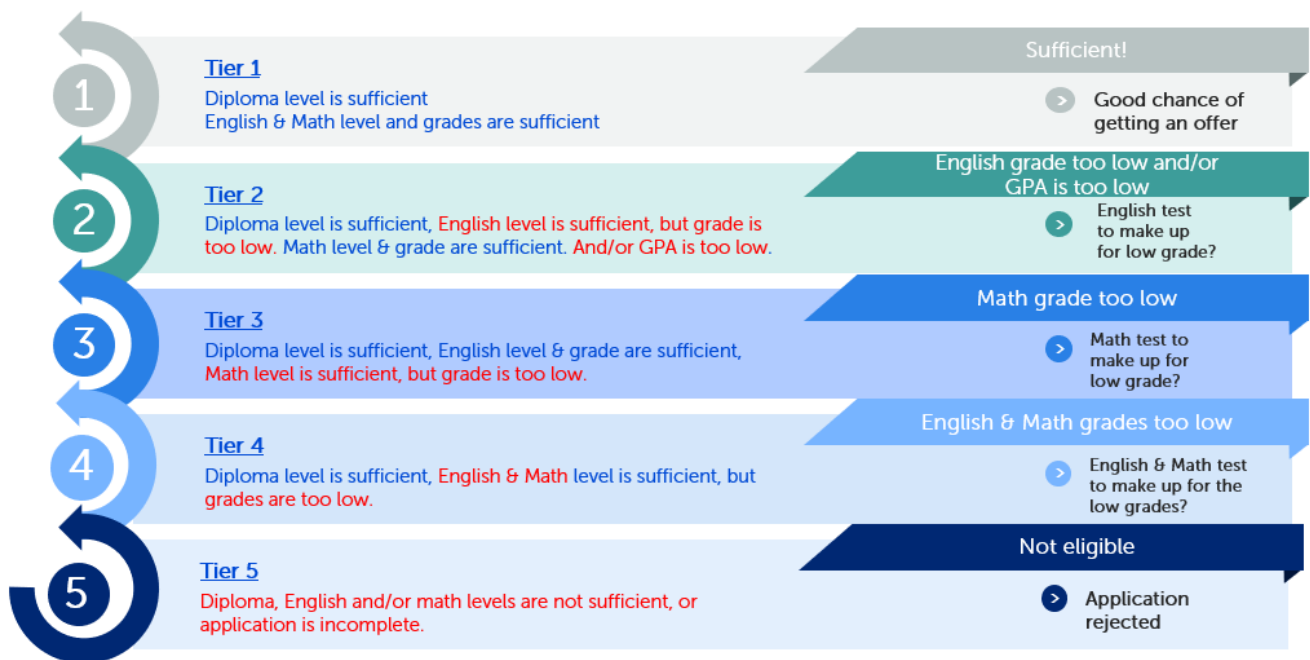 1
Tier 1
Diploma level is sufficient
English & Math level and grades are sufficient
Sufficient!
Good chance of
getting an offer
2
Tier 2
Diploma level is sufficient, English level is sufficient, but grade is
too low. Math level & grade are sufficient. And/or GPA is too low.
English grade too low and/or
GPA is too low
English test
to make up
for low grade?
3
Tier 3
Diploma level is sufficient, English level & grade are sufficient,
Math level is sufficient, but grade is too low.
Math grade too low
Math test to
make up for
low grade?
4
Tier 4
Diploma level is sufficient, English & Math level is sufficient, but
grades are too low.
English & Math grades too low
English & Math test
to make up for the
low grades?
5
Tier 5
Diploma, English and/or math levels are not sufficient, or
application is incomplete.
Not eligible
Application
rejected